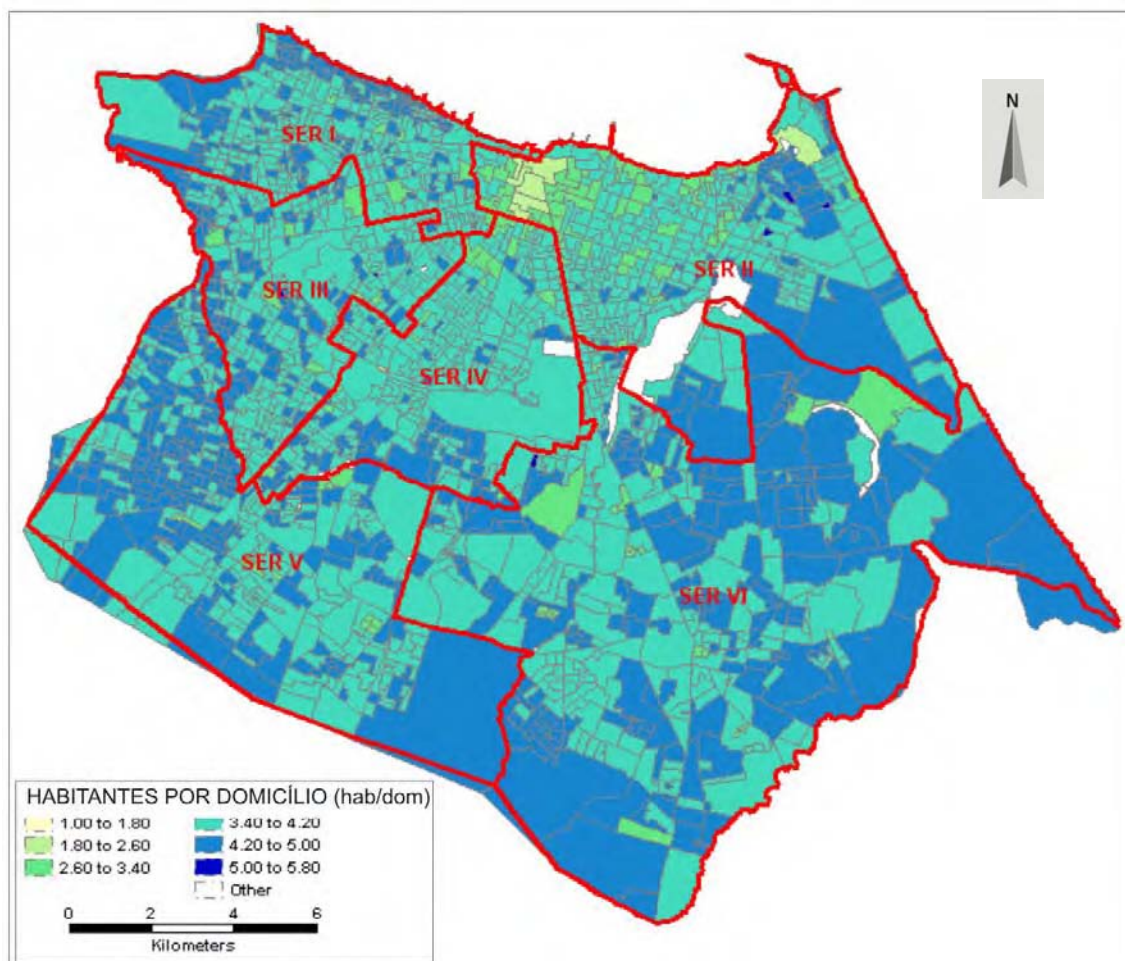 N
SER I
SER II
SER III
SER IV
SER V
SER VI
HABITANTES POR DOMICÍLIO (hab/dom)
1.00 to 1.80
1.80 to 2.60
2.60 to 3.40
3.40 to 4.20
4.20 to 5.00
5.00 to 5.80
Other
0 2 4 6
Kilometers